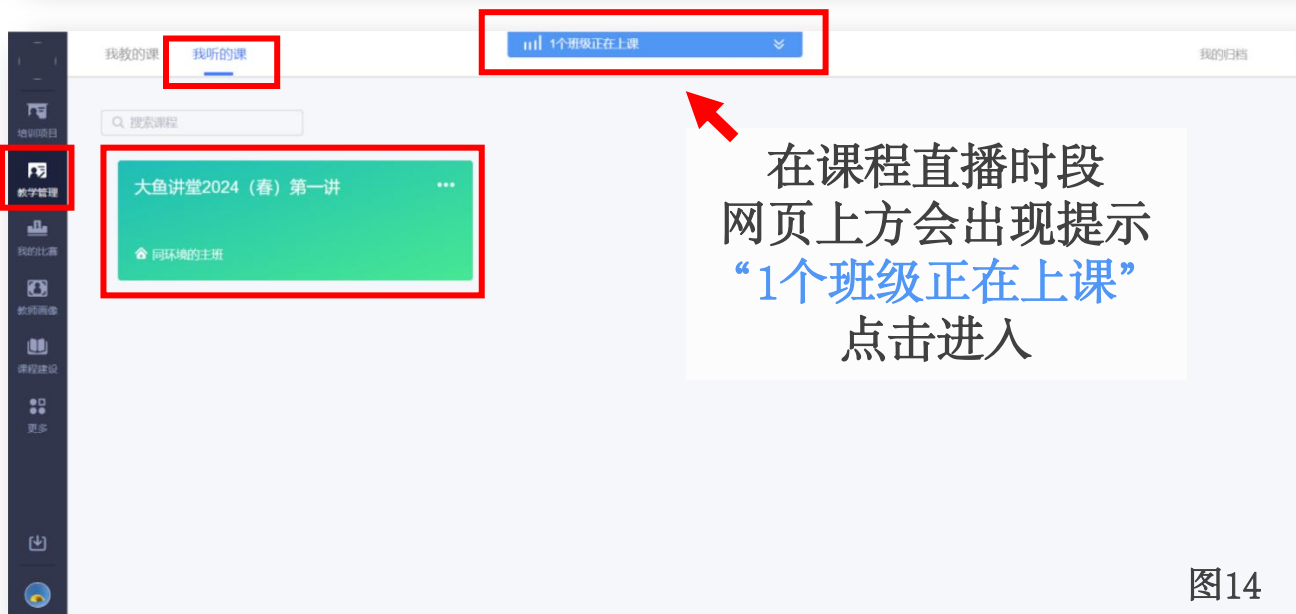 我教的课
我听的课
1个班级正在上课
我的归档
培训项目
搜索课程
教学管理
大鱼讲堂2024（春）第一讲
同环境的主班
我的比赛
教师画像
课程建设
更多
在课程直播时段
网页上方会出现提示
“1个班级正在上课”
点击进入
图14